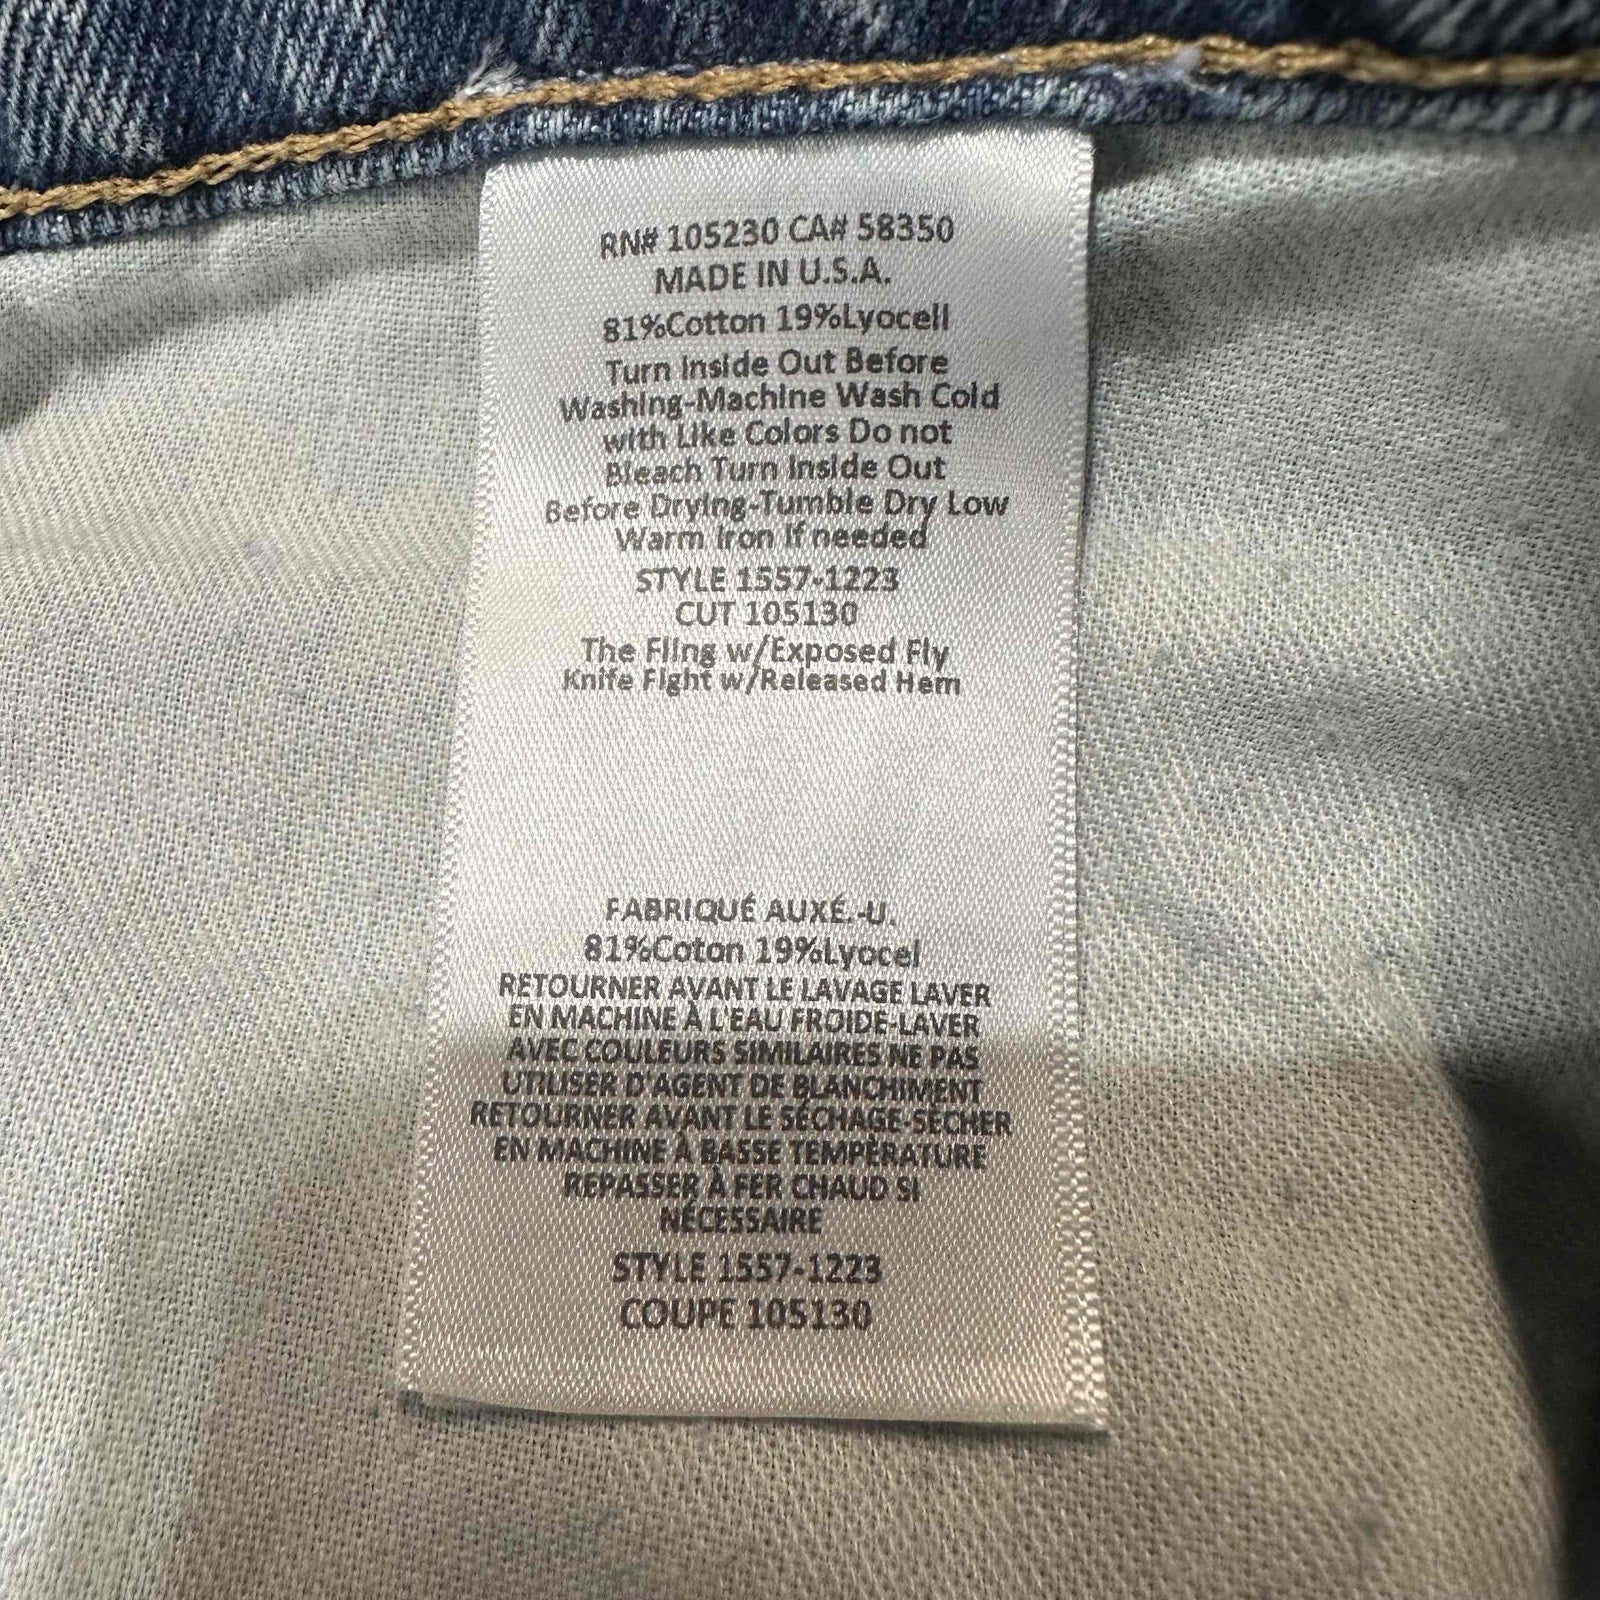 RN# 105230 CA# 58350
MADE IN U.S.A.
81%Cotton 19%Lyocell
Turn Inside Out Before
Washing-Machine Wash Cold
with Like Colors Do not
Bleach Turn Inside Out
Before Drying-Tumble Dry Low
Warm Iron If needed
STYLE 1557-1223
CUT 105130
The Fling w/Exposed Fly
Knife Fight w/Released Hem
FABRIQUÉ AUXÉ.-U.
81%Coton 19%Lyocel
RETOURNER AVANT LE LAVAGE LAVER
EN MACHINE À L'EAU FROIDE-LAVER
AVEC COULEURS SIMILAIRES NE PAS
UTILISER D'AGENT DE BLANCHIMENT
RETOURNER AVANT LE SÉCHAGE-SÉCHER
EN MACHINE À BASSE TEMPÈRATURE
REPASSER À FER CHAUD SI
NÉCESSAIRE
STYLE 1557-1223
COUPE 105130